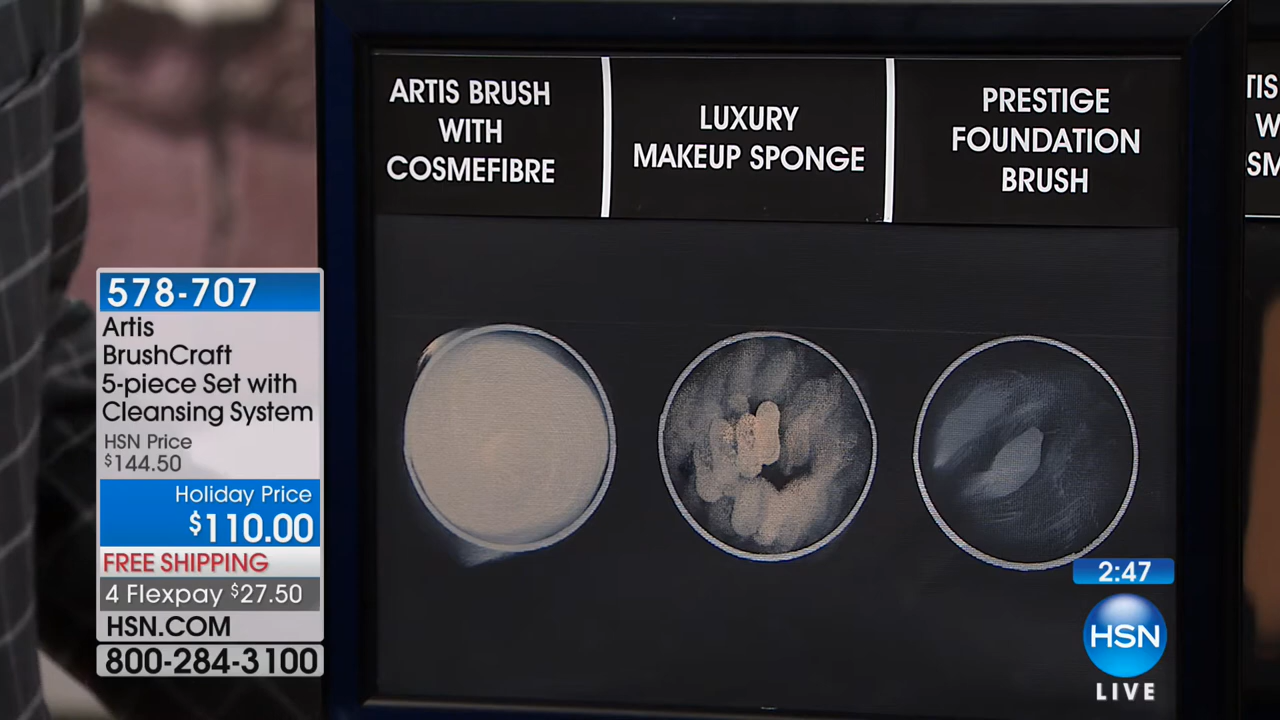 ARTIS BRUSH
WITH
COSMEFIBRE
LUXURY
MAKEUP SPONGE
PRESTIGE
FOUNDATION
BRUSH
578-707
Artis
BrushCraft
5-piece Set with
Cleansing System
HSN Price
$144.50
Holiday Price
$110.00
FREE SHIPPING
4 Flexpay $27.50
HSN.COM
800-284-3100
2:47
HSN
LIVE